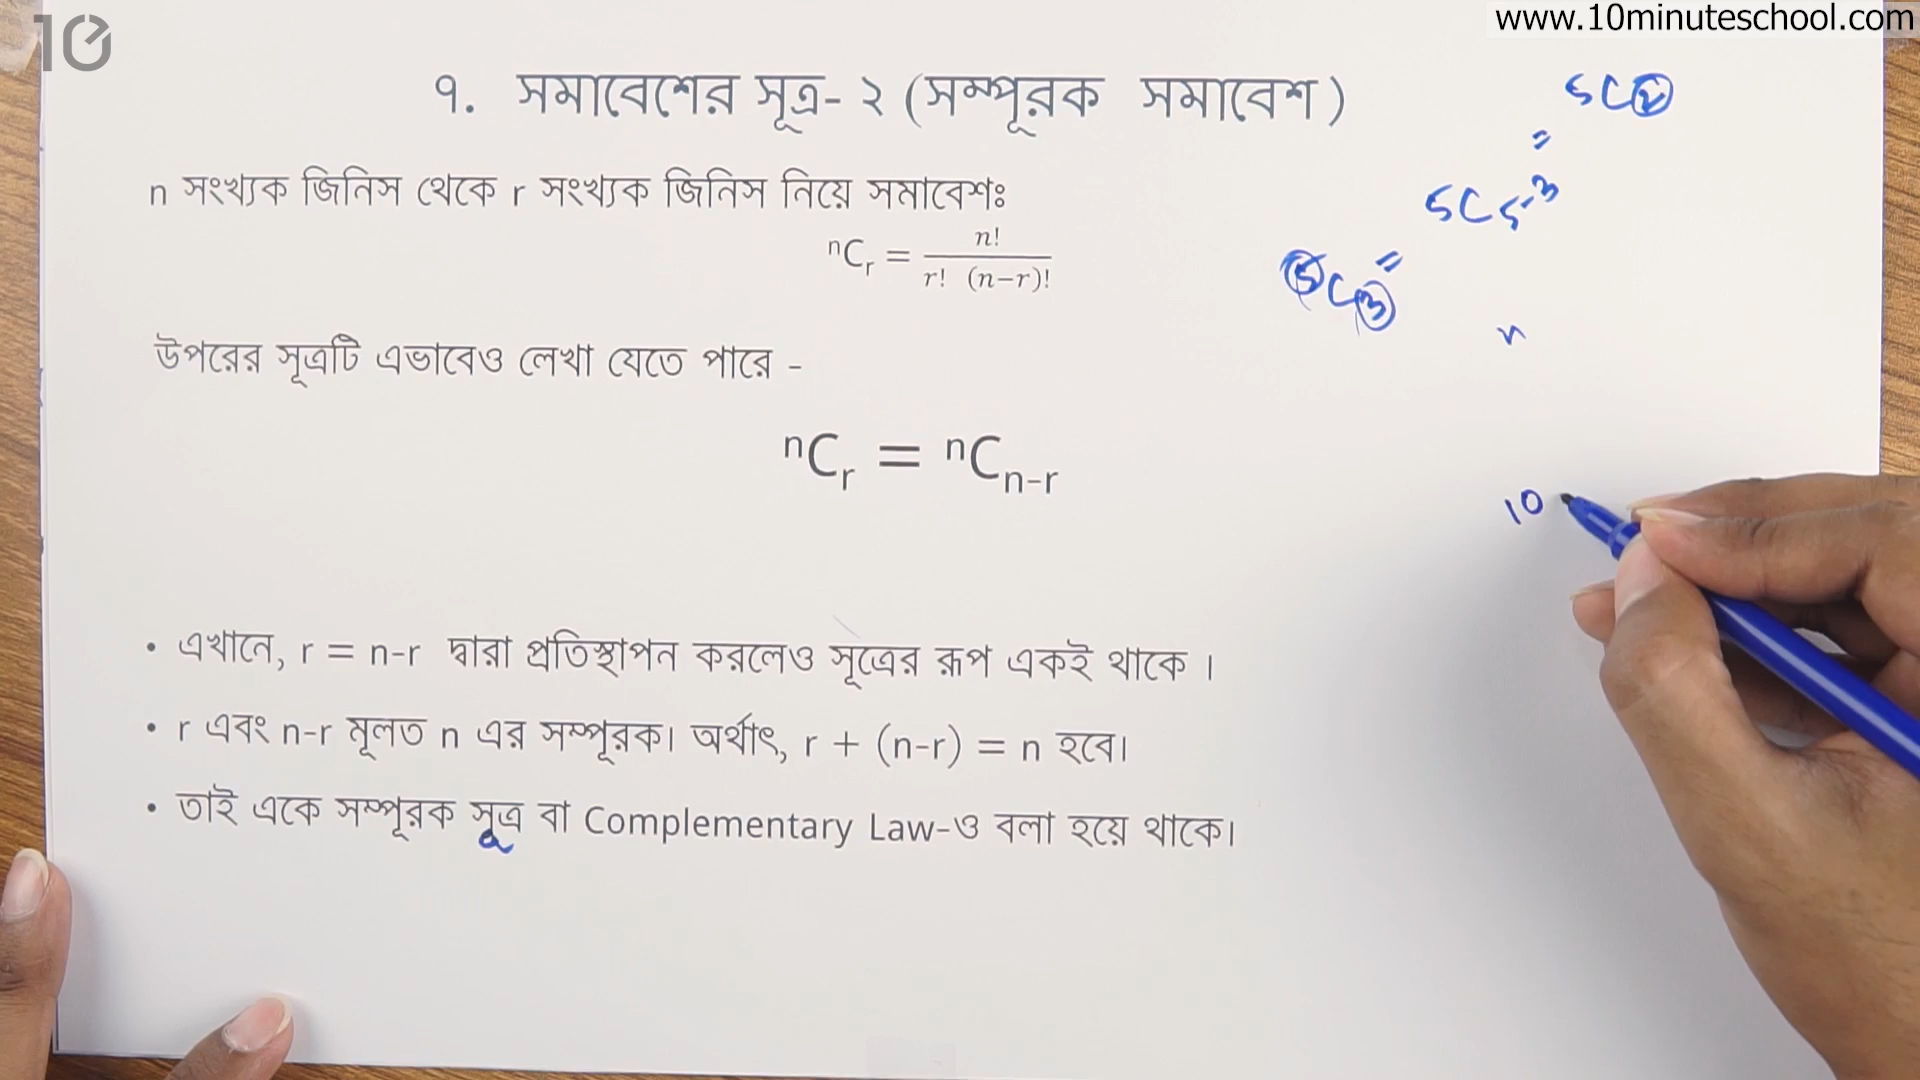 10
www.10minuteschool.com
৭. সমাবেশের সূত্র- ২ (সম্পূরক সমাবেশ)
5C2
=
5C5-3
=
5C3
n সংখ্যক জিনিস থেকে r সংখ্যক জিনিস নিয়ে সমাবেশঃ
ⁿCᵣ = n! / r! (n−r)!
n
উপরের সূত্রটি এভাবেও লেখা যেতে পারে -
ⁿCᵣ = ⁿCn-r
10
• এখানে, r = n-r দ্বারা প্রতিস্থাপন করলেও সূত্রের রূপ একই থাকে ।
• r এবং n-r মূলত n এর সম্পূরক। অর্থাৎ, r + (n-r) = n হবে।
• তাই একে সম্পূরক সূত্র বা Complementary Law-ও বলা হয়ে থাকে।